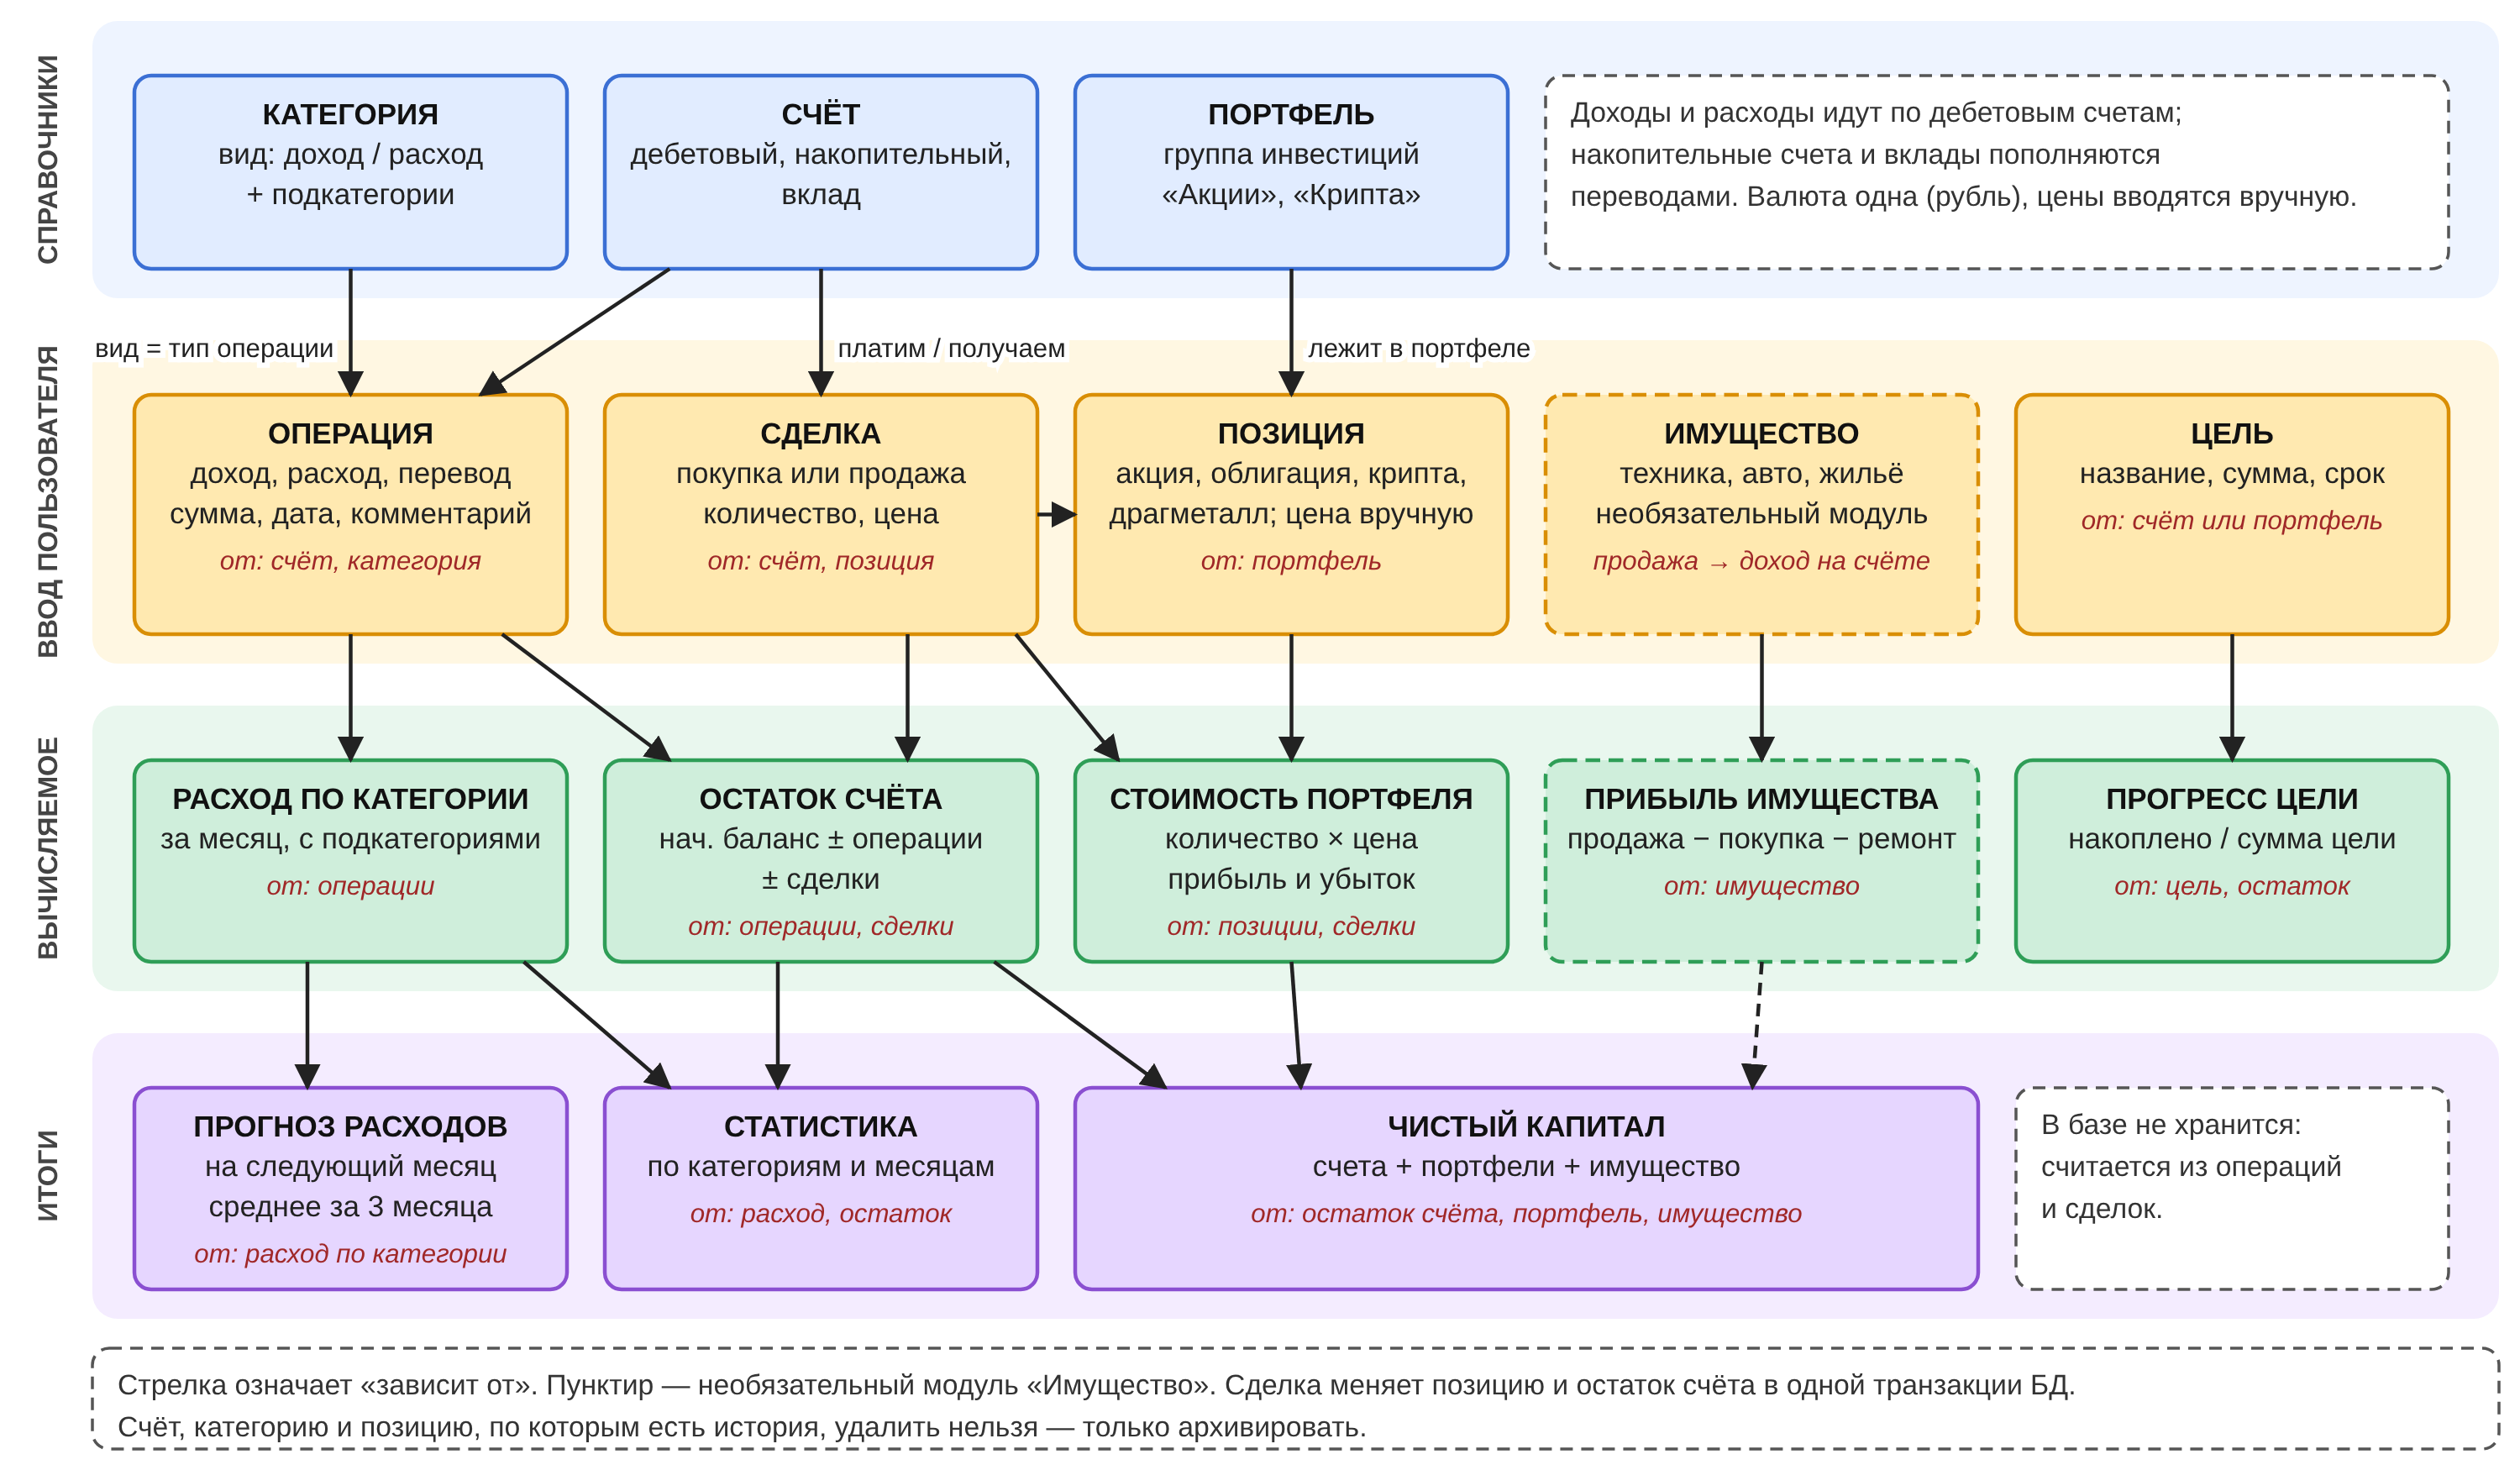 СПРАВОЧНИКИ
КАТЕГОРИЯ
вид: доход / расход
+ подкатегории
СЧЁТ
дебетовый, накопительный,
вклад
ПОРТФЕЛЬ
группа инвестиций
«Акции», «Крипта»
Доходы и расходы идут по дебетовым счетам;
накопительные счета и вклады пополняются
переводами. Валюта одна (рубль), цены вводятся вручную.
вид = тип операции
платим / получаем
лежит в портфеле
ВВОД ПОЛЬЗОВАТЕЛЯ
ОПЕРАЦИЯ
доход, расход, перевод
сумма, дата, комментарий
от: счёт, категория
СДЕЛКА
покупка или продажа
количество, цена
от: счёт, позиция
ПОЗИЦИЯ
акция, облигация, крипта,
драгметалл; цена вручную
от: портфель
ИМУЩЕСТВО
техника, авто, жильё
необязательный модуль
продажа → доход на счёте
ЦЕЛЬ
название, сумма, срок
от: счёт или портфель
ВЫЧИСЛЯЕМОЕ
РАСХОД ПО КАТЕГОРИИ
за месяц, с подкатегориями
от: операции
ОСТАТОК СЧЁТА
нач. баланс ± операции
± сделки
от: операции, сделки
СТОИМОСТЬ ПОРТФЕЛЯ
количество × цена
прибыль и убыток
от: позиции, сделки
ПРИБЫЛЬ ИМУЩЕСТВА
продажа − покупка − ремонт
от: имущество
ПРОГРЕСС ЦЕЛИ
накоплено / сумма цели
от: цель, остаток
ИТОГИ
ПРОГНОЗ РАСХОДОВ
на следующий месяц
среднее за 3 месяца
от: расход по категории
СТАТИСТИКА
по категориям и месяцам
от: расход, остаток
ЧИСТЫЙ КАПИТАЛ
счета + портфели + имущество
от: остаток счёта, портфель, имущество
В базе не хранится:
считается из операций
и сделок.
Стрелка означает «зависит от». Пунктир — необязательный модуль «Имущество». Сделка меняет позицию и остаток счёта в одной транзакции БД.
Счёт, категорию и позицию, по которым есть история, удалить нельзя — только архивировать.